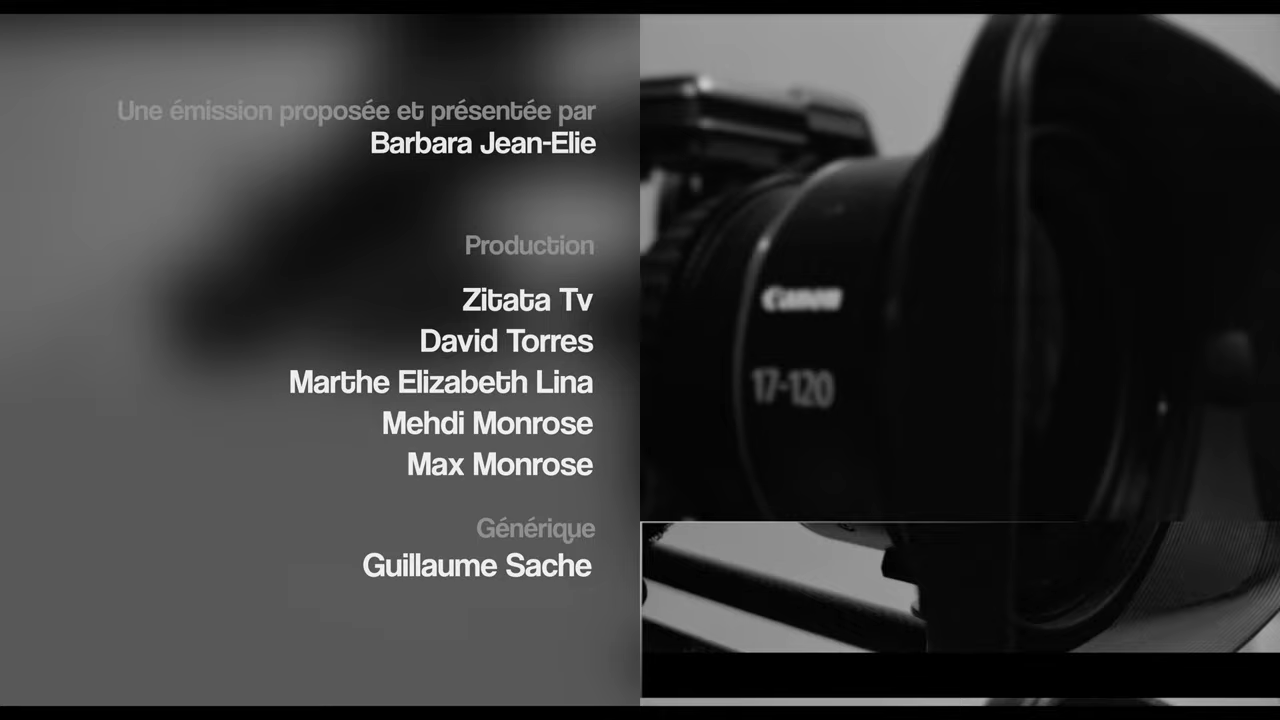 Une émission proposée et présentée par
Barbara Jean-Elie
Production
Zitata Tv
David Torres
Marthe Elizabeth Lina
Mehdi Monrose
Max Monrose
Générique
Guillaume Sache
Canon
17-120